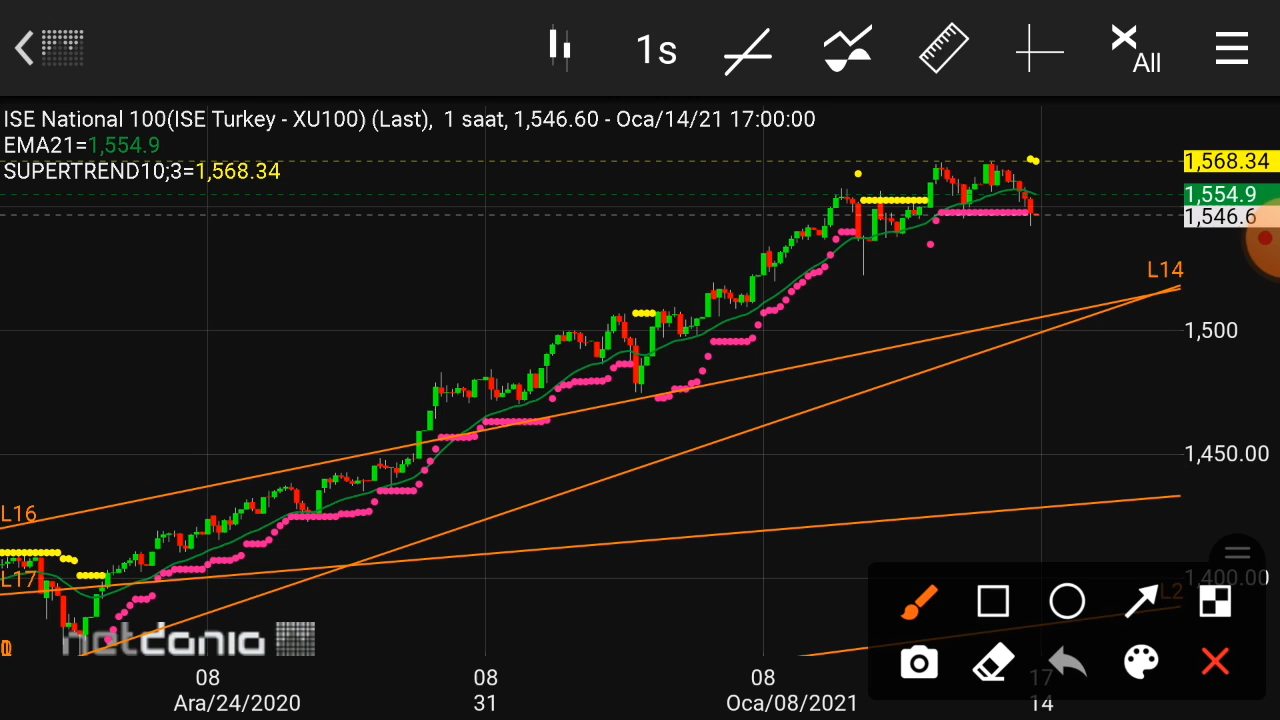 1s
All
ISE National 100(ISE Turkey - XU100) (Last), 1 saat, 1,546.60 - Oca/14/21 17:00:00
EMA21=1,554.9
SUPERTREND10;3=1,568.34
1,568.34
1,554.9
1,546.6
L14
1,500
1,450.00
L16
L17
1,400.00
L2
netdania
08
08
08
17
Ara/24/2020
31
Oca/08/2021
14